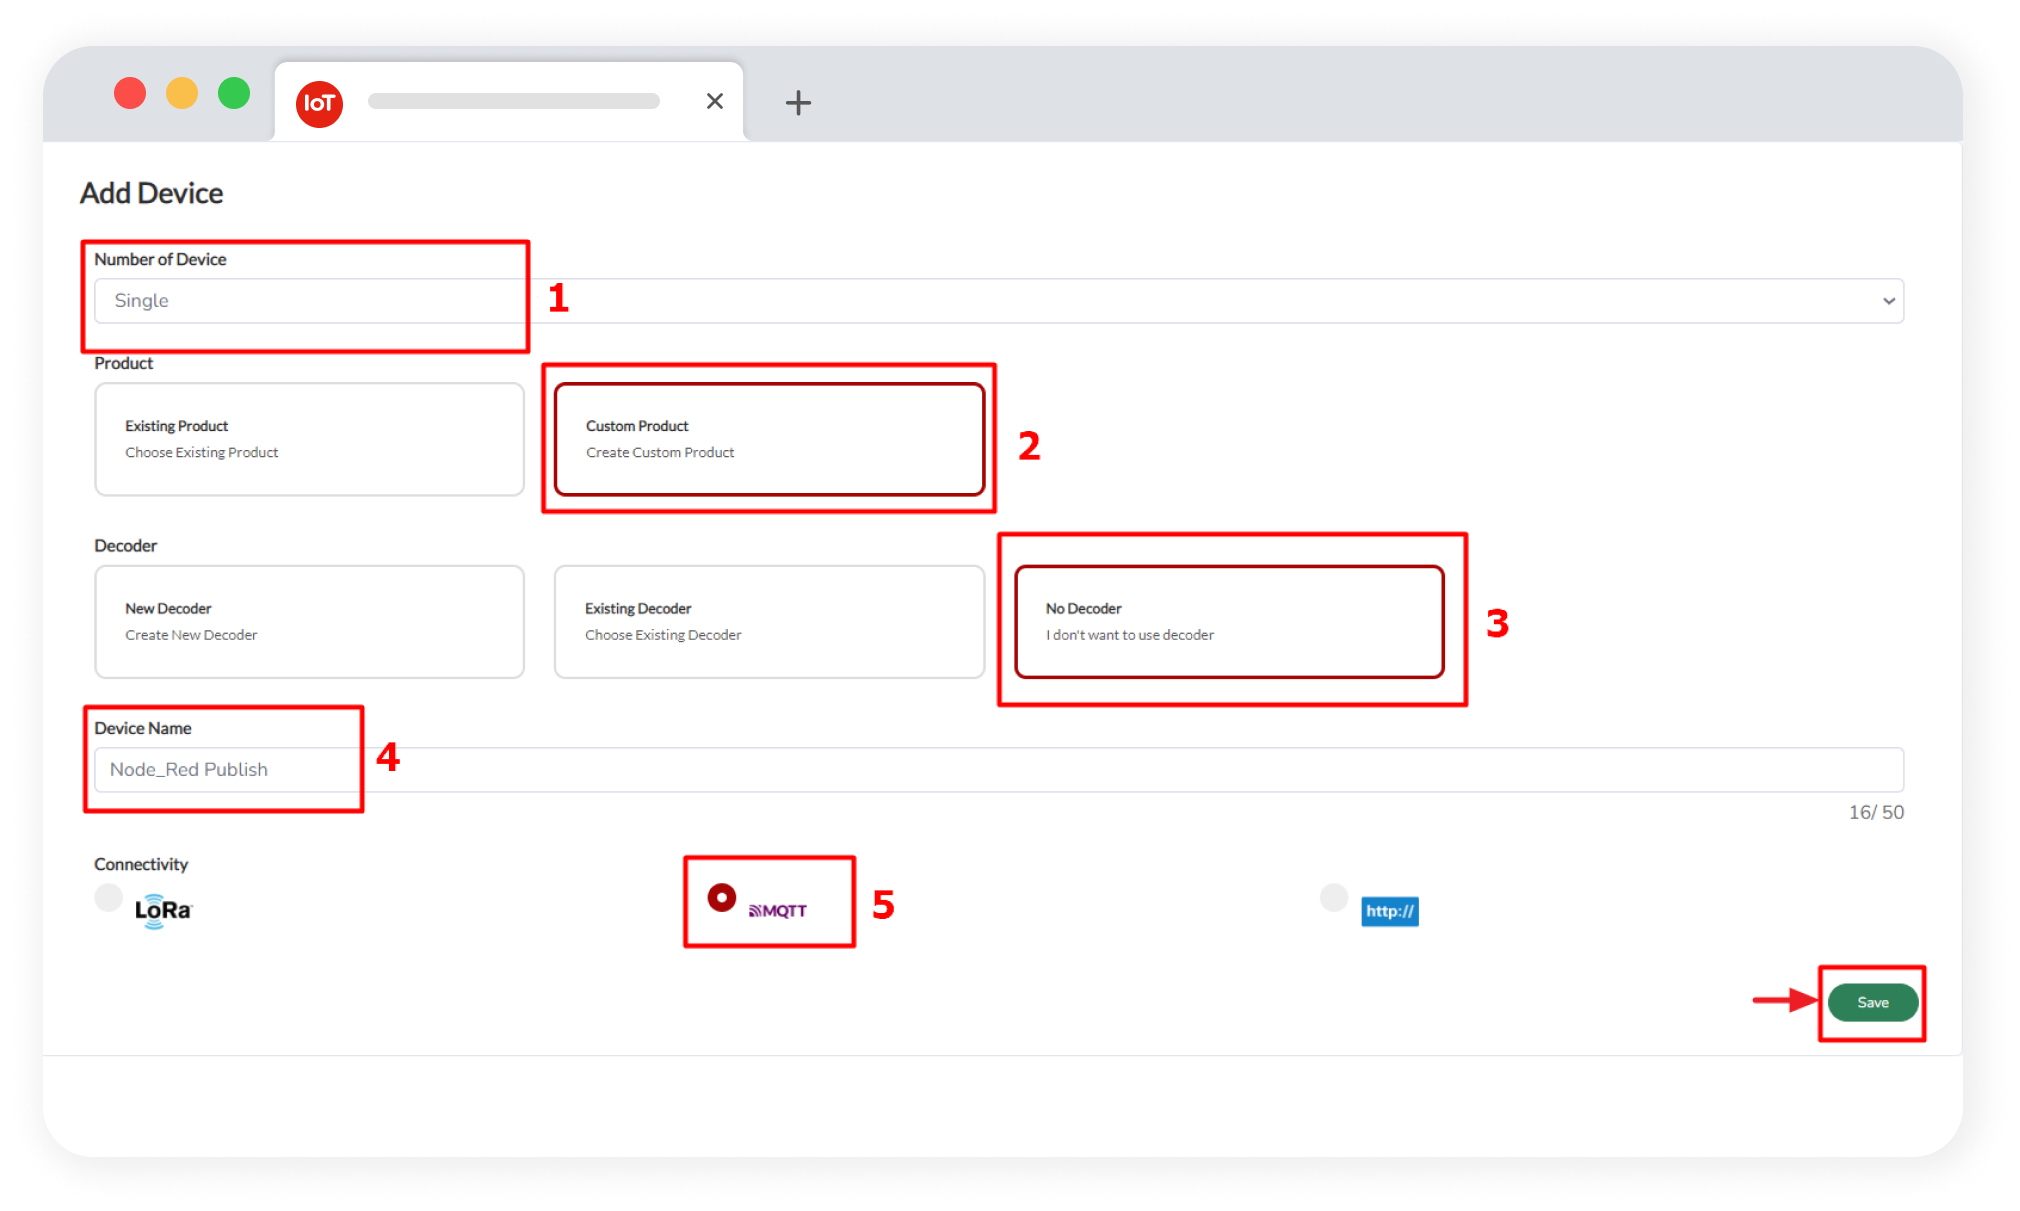 IoT
Add Device
Number of Device
Single
1
Product
Existing Product
Choose Existing Product
Custom Product
Create Custom Product
2
Decoder
New Decoder
Create New Decoder
Existing Decoder
Choose Existing Decoder
No Decoder
I don't want to use decoder
3
Device Name
Node_Red Publish
4
16/ 50
Connectivity
LoRa
MQTT
5
http://
Save